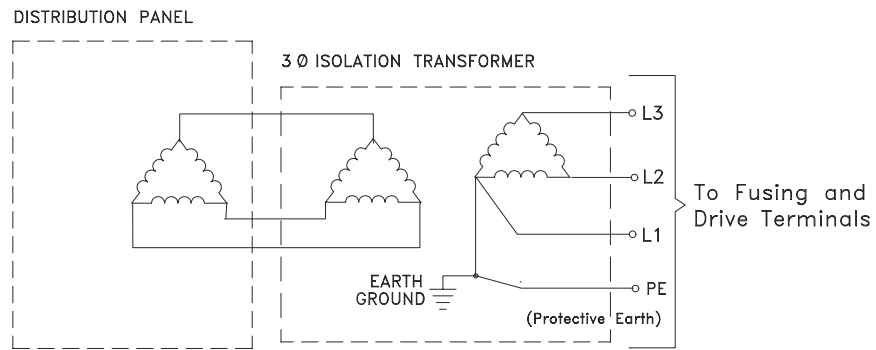 DISTRIBUTION PANEL
3 Ø ISOLATION TRANSFORMER
L3
L2
L1
PE
To Fusing and
Drive Terminals
EARTH
GROUND
(Protective Earth)